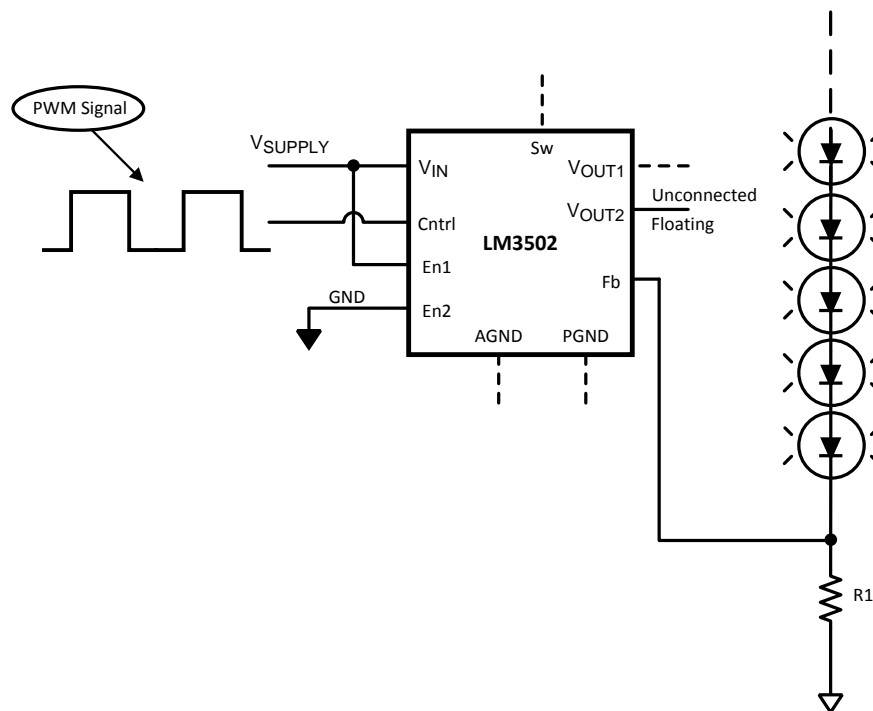 PWM Signal
VSUPPLY
VIN
Cntrl
En1
En2
GND
Sw
VOUT1
VOUT2
Unconnected
Floating
LM3502
Fb
AGND
PGND
R1